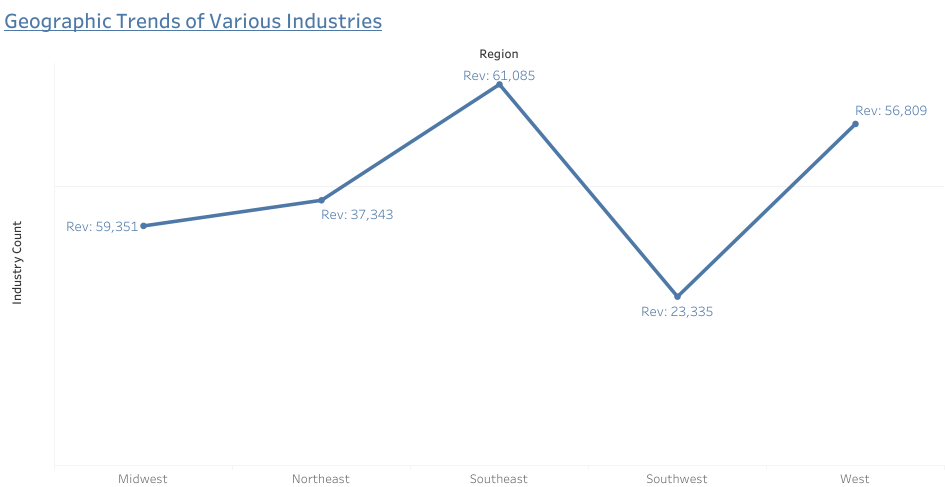 Geographic Trends of Various Industries
Region
Rev: 61,085
Rev: 56,809
Rev: 37,343
Rev: 59,351
Rev: 23,335
Industry Count
Midwest
Northeast
Southeast
Southwest
West